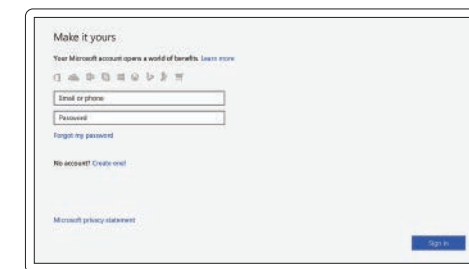 Make it yours
Your Microsoft account opens a world of benefits. Learn more
Email or phone
Password
Forgot my password
No account? Create one!
Microsoft privacy statement
Sign in